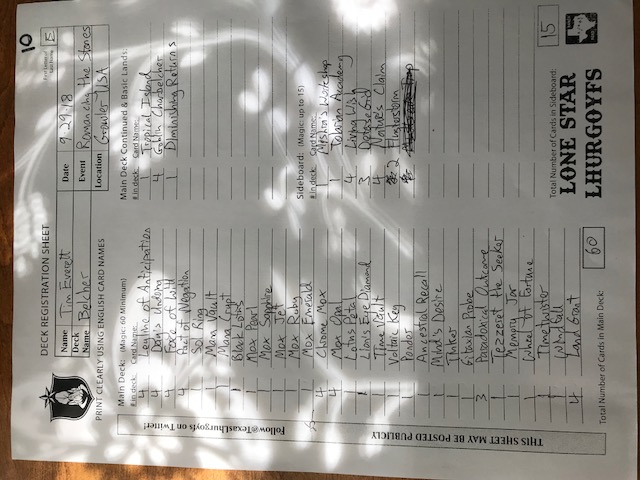 10
DECK REGISTRATION SHEET
First Letter of Last Name E
Name Tim Everett Date 9-29-18
Deck Name Belcher Event Romancing the Stones
Location Growler USA
PRINT CLEARLY USING ENGLISH CARD NAMES
Follow @TexasLhurgoyfs on Twitter!
THIS SHEET MAY BE POSTED PUBLICLY
Main Deck: (Magic: 60 Minimum)
# in deck: Card Name:
4 Leyline of Anticipation
4 Day's Undoing
4 Force of Will
4 Pact of Negation
1 Sol Ring
1 Mana Vault
1 Mana Crypt
1 Black Lotus
1 Mox Pearl
1 Mox Sapphire
1 Mox Jet
1 Mox Ruby
1 Mox Emerald
4 Chrome Mox
4 Mox Opal
1 Lotus Petal
1 Lion's Eye Diamond
1 Time Vault
1 Voltaic Key
1 Ponder
1 Ancestral Recall
1 Mind's Desire
1 Tinker
1 Gitaxian Probe
3 Paradoxical Outcome
1 Tezzeret the Seeker
1 Memory Jar
1 Wheel of Fortune
1 Timetwister
1 Windfall
4 Land Grant
Total Number of Cards in Main Deck: 60
Main Deck Continued & Basic Lands:
# in deck: Card Name:
1 Tropical Island
4 Goblin Charbelcher
1 Diminishing Returns
Sideboard: (Magic: up to 15)
# in deck: Card Name:
1 Mishra's Workshop
1 Tolarian Academy
4 Living Wish
3 Defense Grid
4 Nature's Claim
2 Flusterstorm
Total Number of Cards in Sideboard: 15
LONE STAR
LHURGOYFS